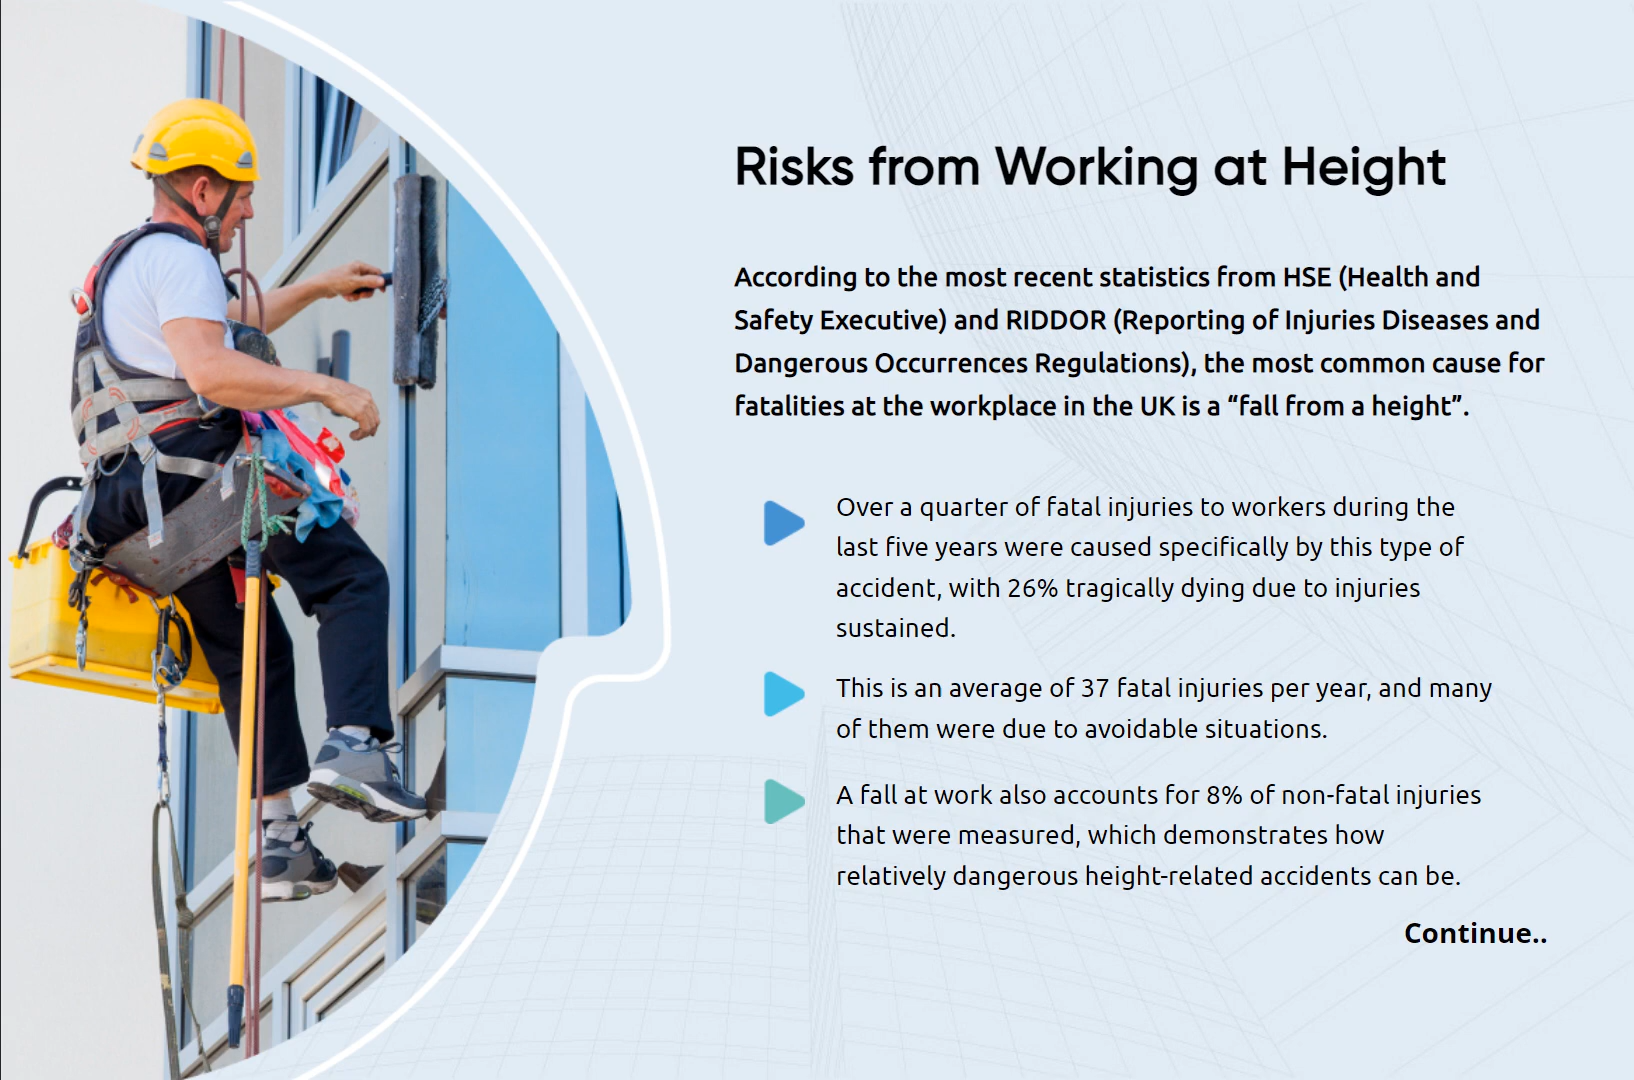 Risks from Working at Height
According to the most recent statistics from HSE (Health and
Safety Executive) and RIDDOR (Reporting of Injuries Diseases and
Dangerous Occurrences Regulations), the most common cause for
fatalities at the workplace in the UK is a “fall from a height”.
Over a quarter of fatal injuries to workers during the
last five years were caused specifically by this type of
accident, with 26% tragically dying due to injuries
sustained.
This is an average of 37 fatal injuries per year, and many
of them were due to avoidable situations.
A fall at work also accounts for 8% of non-fatal injuries
that were measured, which demonstrates how
relatively dangerous height-related accidents can be.
Continue..